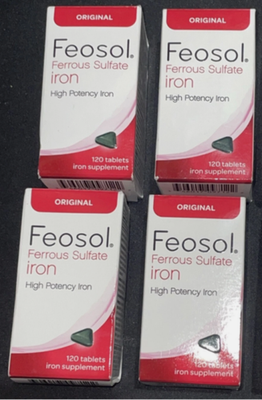 ORIGINAL
Feosol®
Ferrous Sulfate
iron
High Potency Iron
120 tablets
iron supplement
ORIGINAL
Feosol®
Ferrous Sulfate
iron
High Potency Iron
120 tablets
iron supplement
ORIGINAL
Feosol®
Ferrous Sulfate
iron
High Potency Iron
120 tablets
iron supplement
ORIGINAL
Feosol®
Ferrous Sulfate
iron
High Potency Iron
120 tablets
iron supplement